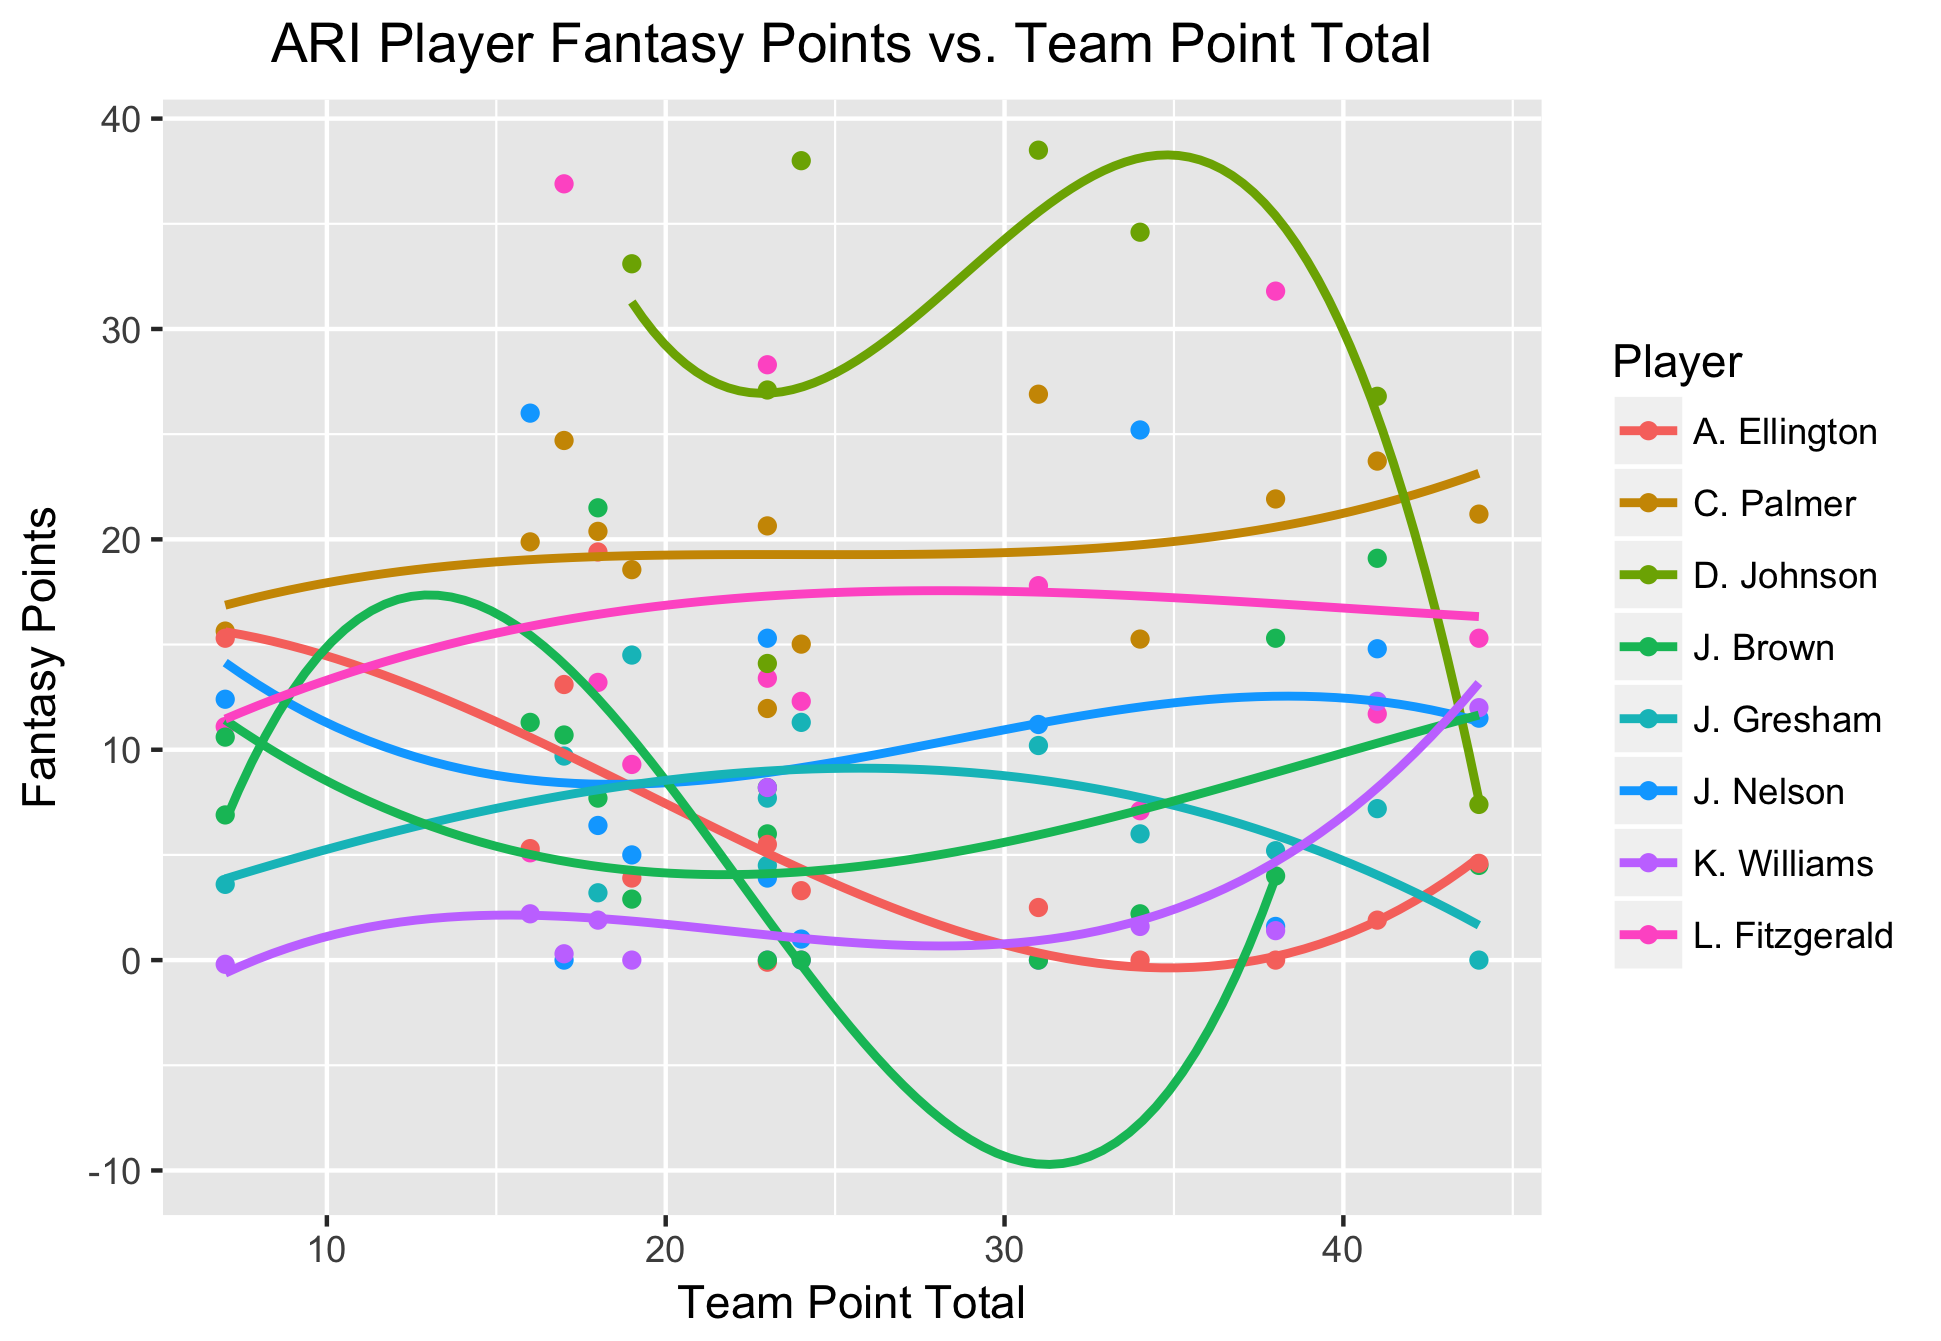 ARI Player Fantasy Points vs. Team Point Total
Fantasy Points
40
30
20
10
0
-10
10 20 30 40
Team Point Total
Player
A. Ellington
C. Palmer
D. Johnson
J. Brown
J. Gresham
J. Nelson
K. Williams
L. Fitzgerald